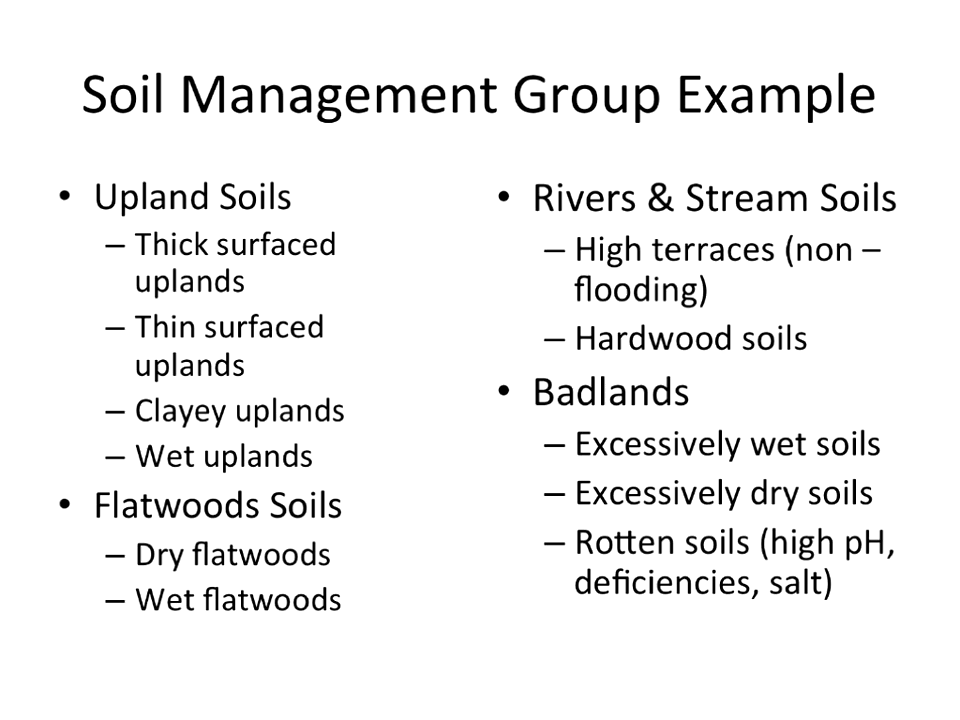 Soil Management Group Example
• Upland Soils
– Thick surfaced
uplands
– Thin surfaced
uplands
– Clayey uplands
– Wet uplands
• Flatwoods Soils
– Dry flatwoods
– Wet flatwoods
• Rivers & Stream Soils
– High terraces (non –
flooding)
– Hardwood soils
• Badlands
– Excessively wet soils
– Excessively dry soils
– Rotten soils (high pH,
deficiencies, salt)